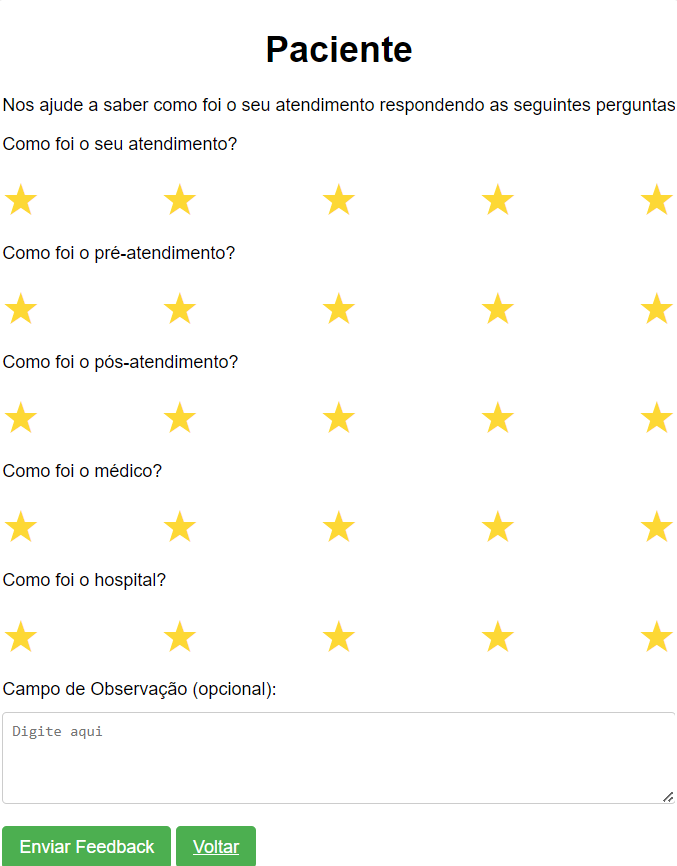 Paciente
Nos ajude a saber como foi o seu atendimento respondendo as seguintes perguntas
Como foi o seu atendimento?
Como foi o pré-atendimento?
Como foi o pós-atendimento?
Como foi o médico?
Como foi o hospital?
Campo de Observação (opcional):
Digite aqui
Enviar Feedback Voltar